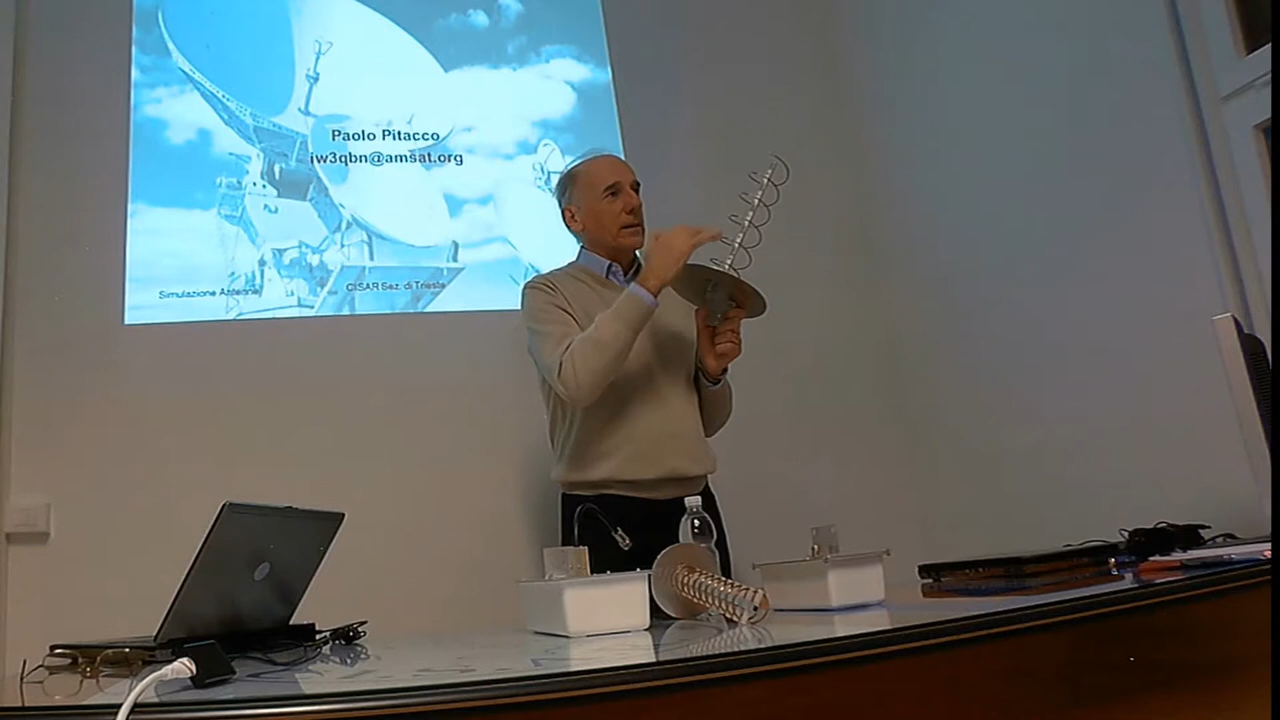 Paolo Pitacco
iw3qbn@amsat.org
Simulazione Antenne
CISAR Sez. di Trieste